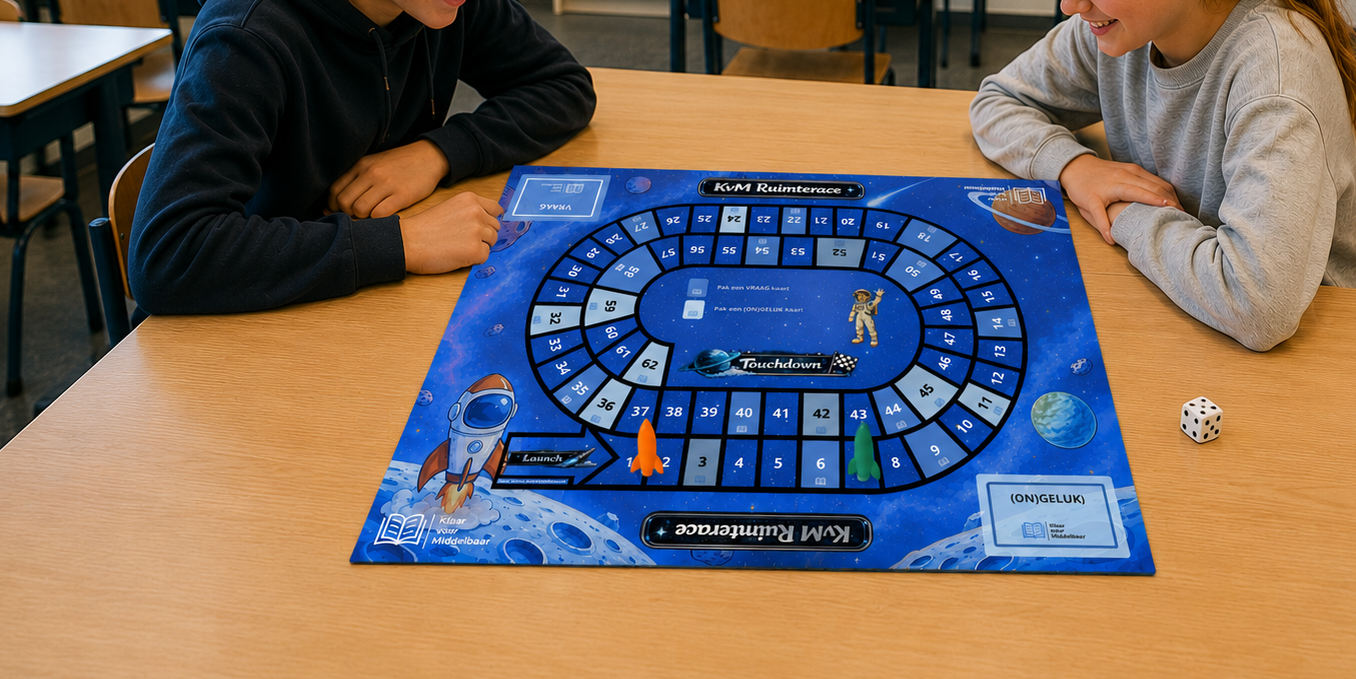 KvM Ruimterace
VRAAG
27 26 25 24 23 22 21 20 19 18
28 57 56 55 54 53 52 51 17
29 58 50 16
30 15
31 59 Pak een VRAAG kaart 49 14
32 60 Pak een (ON)GELUK kaart 48 13
33 61 47 12
34 62 Touchdown 46 11
35 45 10
36 37 38 39 40 41 42 43 44 9
Launch 1 2 3 4 5 6 8
KvM Ruimterace
Klaar
voor
Middelbaar
(ON)GELUK
Klaar
voor
Middelbaar